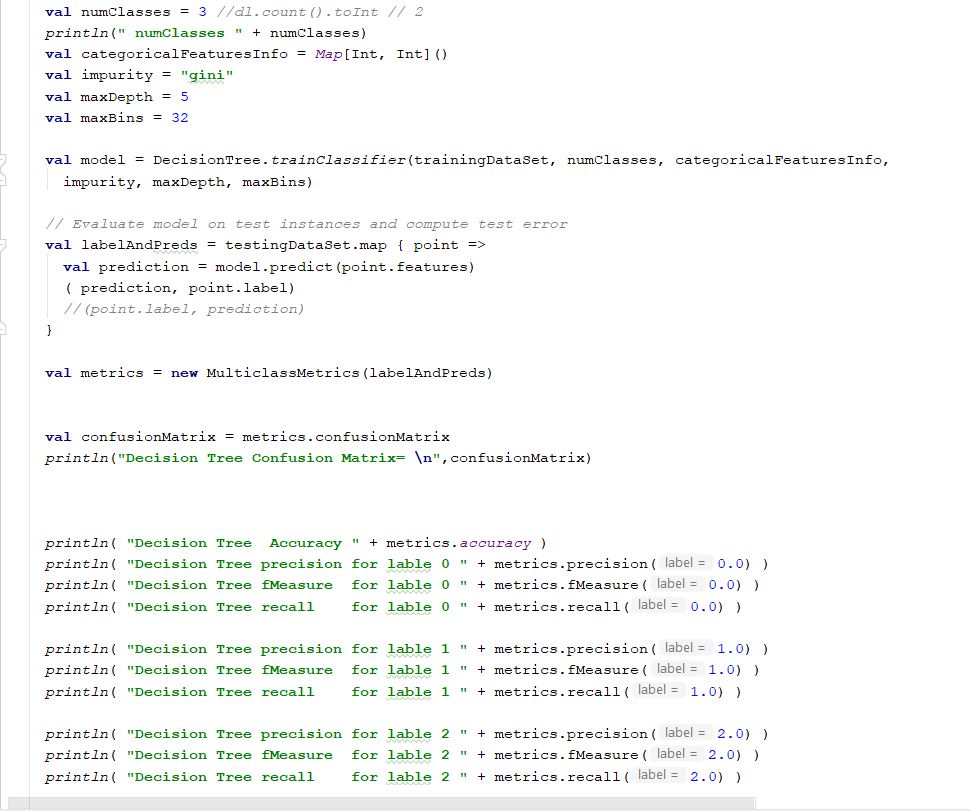 val numClasses = 3 //dl.count().toInt // 2
println(" numClasses " + numClasses)
val categoricalFeaturesInfo = Map[Int, Int]()
val impurity = "gini"
val maxDepth = 5
val maxBins = 32
val model = DecisionTree.trainClassifier(trainingDataSet, numClasses, categoricalFeaturesInfo,
impurity, maxDepth, maxBins)
// Evaluate model on test instances and compute test error
val labelAndPreds = testingDataSet.map { point =>
val prediction = model.predict(point.features)
( prediction, point.label)
//(point.label, prediction)
}
val metrics = new MulticlassMetrics(labelAndPreds)
val confusionMatrix = metrics.confusionMatrix
println("Decision Tree Confusion Matrix= \n",confusionMatrix)
println( "Decision Tree  Accuracy " + metrics.accuracy )
println( "Decision Tree precision for lable 0 " + metrics.precision( label = 0.0) )
println( "Decision Tree fMeasure  for lable 0 " + metrics.fMeasure( label = 0.0) )
println( "Decision Tree recall    for lable 0 " + metrics.recall( label = 0.0) )
println( "Decision Tree precision for lable 1 " + metrics.precision( label = 1.0) )
println( "Decision Tree fMeasure  for lable 1 " + metrics.fMeasure( label = 1.0) )
println( "Decision Tree recall    for lable 1 " + metrics.recall( label = 1.0) )
println( "Decision Tree precision for lable 2 " + metrics.precision( label = 2.0) )
println( "Decision Tree fMeasure  for lable 2 " + metrics.fMeasure( label = 2.0) )
println( "Decision Tree recall    for lable 2 " + metrics.recall( label = 2.0) )